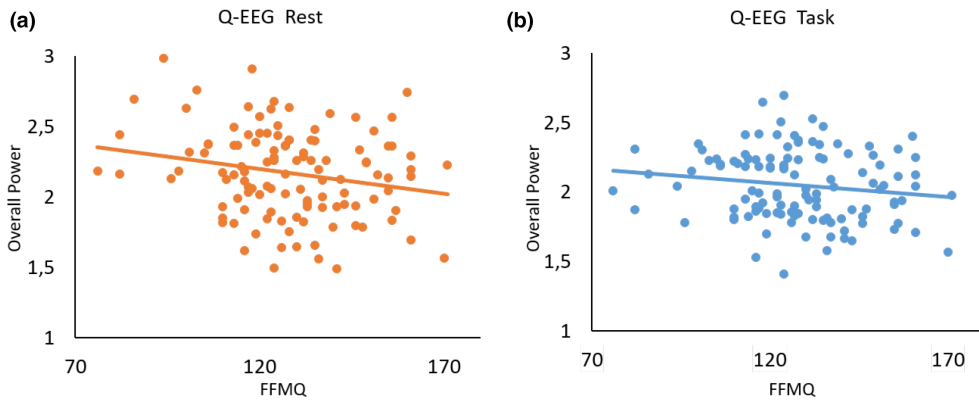 (a)
Q-EEG Rest
3
2,5
2
1,5
1
Overall Power
70
120
170
FFMQ
(b)
Q-EEG Task
3
2,5
2
1,5
1
Overall Power
70
120
170
FFMQ